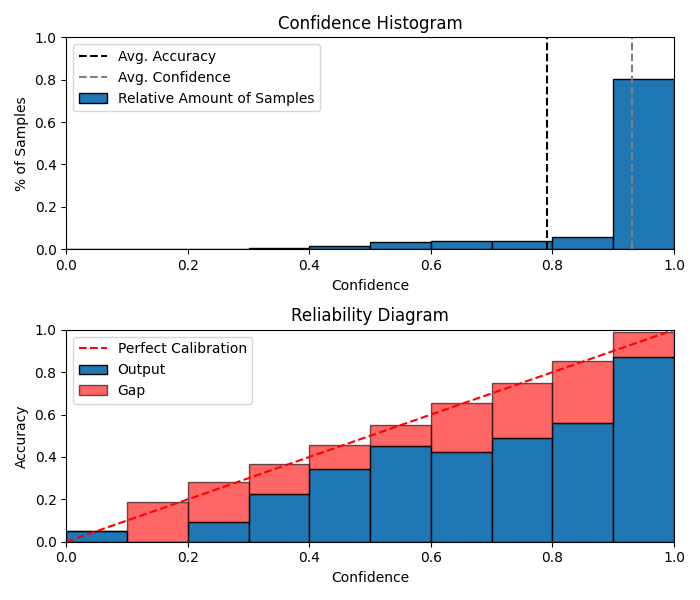 Confidence Histogram
1.0
0.8
0.6
0.4
0.2
0.0
% of Samples
Avg. Accuracy
Avg. Confidence
Relative Amount of Samples
0.0 0.2 0.4 0.6 0.8 1.0
Confidence
Reliability Diagram
1.0
0.8
0.6
0.4
0.2
0.0
Accuracy
Perfect Calibration
Output
Gap
0.0 0.2 0.4 0.6 0.8 1.0
Confidence